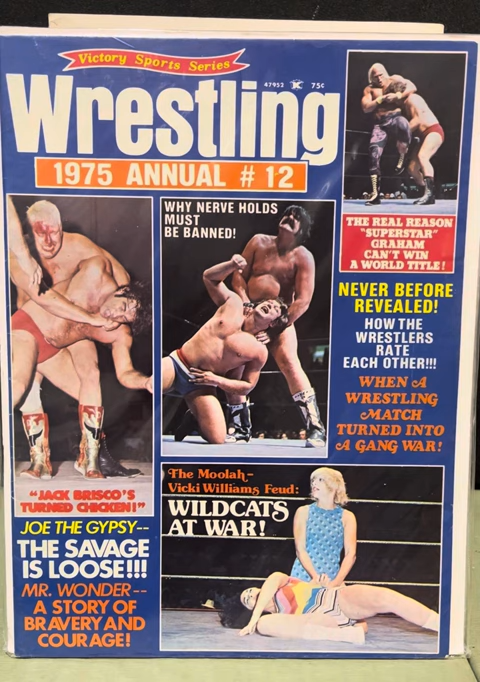 Victory Sports Series
47952 K 75¢
Wrestling
1975 ANNUAL # 12
WHY NERVE HOLDS
MUST
BE BANNED!
THE REAL REASON
"SUPERSTAR"
GRAHAM
CAN'T WIN
A WORLD TITLE!
NEVER BEFORE
REVEALED!
HOW THE
WRESTLERS
RATE
EACH OTHER!!!
WHEN A
WRESTLING
MATCH
TURNED INTO
A GANG WAR!
"JACK BRISCO'S
TURNED CHICKEN!"
JOE THE GYPSY--
THE SAVAGE
IS LOOSE!!!
MR. WONDER--
A STORY OF
BRAVERY AND
COURAGE!
The Moolah-
Vicki Williams Feud:
WILDCATS
AT WAR!